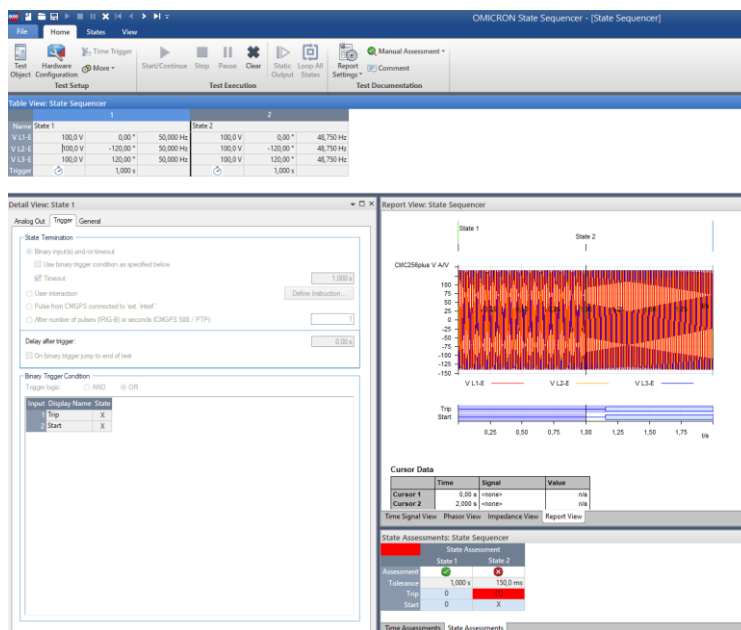 OMICRON State Sequencer - [State Sequencer]
File Home States View
Test Object
Hardware Configuration
Time Trigger
More
Test Setup
Start/Continue Stop Pause Clear
Static Output
Loop All States
Test Execution
Report Settings
Manual Assessment
Comment
Test Documentation
Table View: State Sequencer
1 2
Name State 1 State 2
V L1-E 100,0 V 0,00 ° 50,000 Hz 100,0 V 0,00 ° 48,750 Hz
V L2-E 100,0 V -120,00 ° 50,000 Hz 100,0 V -120,00 ° 48,750 Hz
V L3-E 100,0 V 120,00 ° 50,000 Hz 100,0 V 120,00 ° 48,750 Hz
Trigger 1,000 s 1,000 s
Detail View: State 1
Analog Out Trigger General
State Termination
Binary input(s) and/or timeout
Use binary trigger condition as specified below
Timeout: 1,000 s
User interaction Define Instruction...
Pulse from CMGPS connected to 'ext. Interf.'
After number of pulses (IRIG-B) or seconds (CMGPS 588 / PTP): 1
Delay after trigger: 0,00 s
On binary trigger jump to end of test
Binary Trigger Condition
Trigger logic: AND OR
Input Display Name State
1 Trip X
2 Start X
Report View: State Sequencer
State 1
State 2
CMC256plus V A/V
100
75
50
25
0
-25
-50
-75
-100
-125
-150
V L1-E V L2-E V L3-E
Trip
Start
0,25 0,50 0,75 1,00 1,25 1,50 1,75 t/s
Cursor Data
Time Signal Value
Cursor 1 0,00 s <none> n/a
Cursor 2 2,000 s <none> n/a
Time Signal View Phasor View Impedance View Report View
State Assessments: State Sequencer
State Assessment
State 1 State 2
Assessment
Tolerance 1,000 s 150,0 ms
Trip 0
Start 0 X
Time Assessments State Assessments